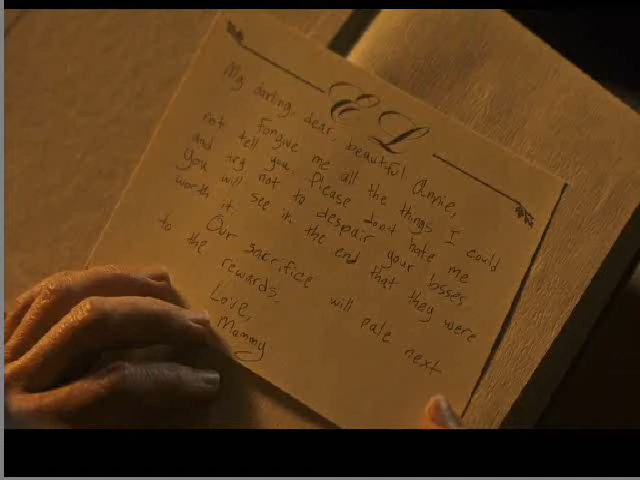 EL
My darling, dear, beautiful Annie,
Forgive me all the things I could
not tell you. Please don't hate me
and try not to despair your losses
You will see in the end that they were
worth it.
Our sacrifice will pale next
to the rewards.
Love,
Mommy